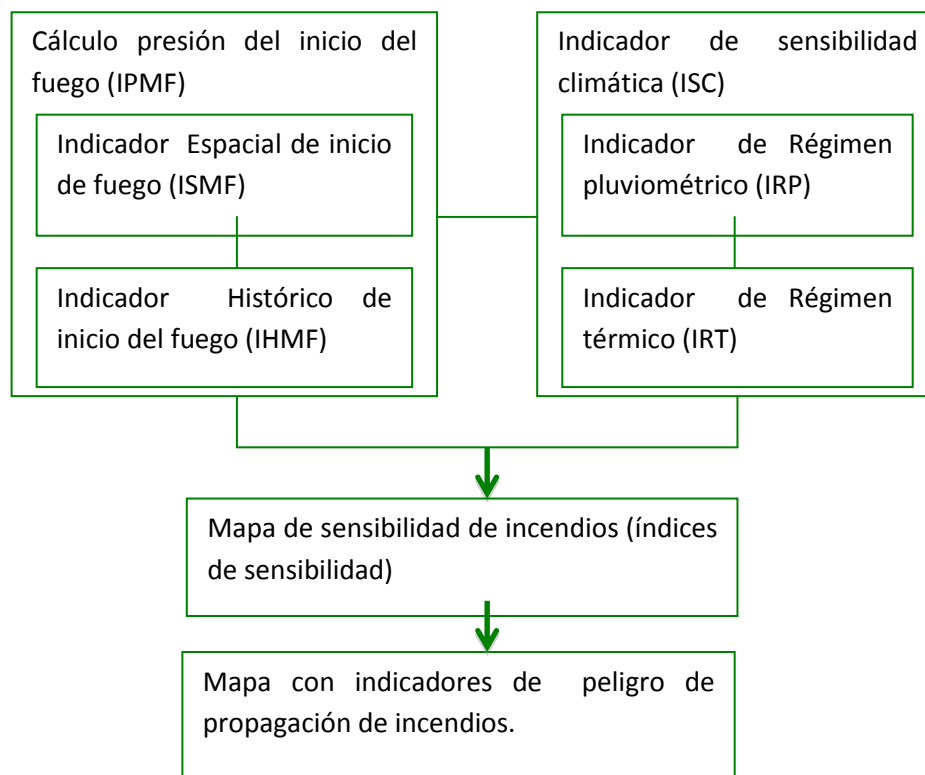 Cálculo presión del inicio del
fuego (IPMF)
Indicador Espacial de inicio
de fuego (ISMF)
Indicador Histórico de
inicio del fuego (IHMF)
Indicador de sensibilidad
climática (ISC)
Indicador de Régimen
pluviométrico (IRP)
Indicador de Régimen
térmico (IRT)
Mapa de sensibilidad de incendios (índices
de sensibilidad)
Mapa con indicadores de peligro de
propagación de incendios.